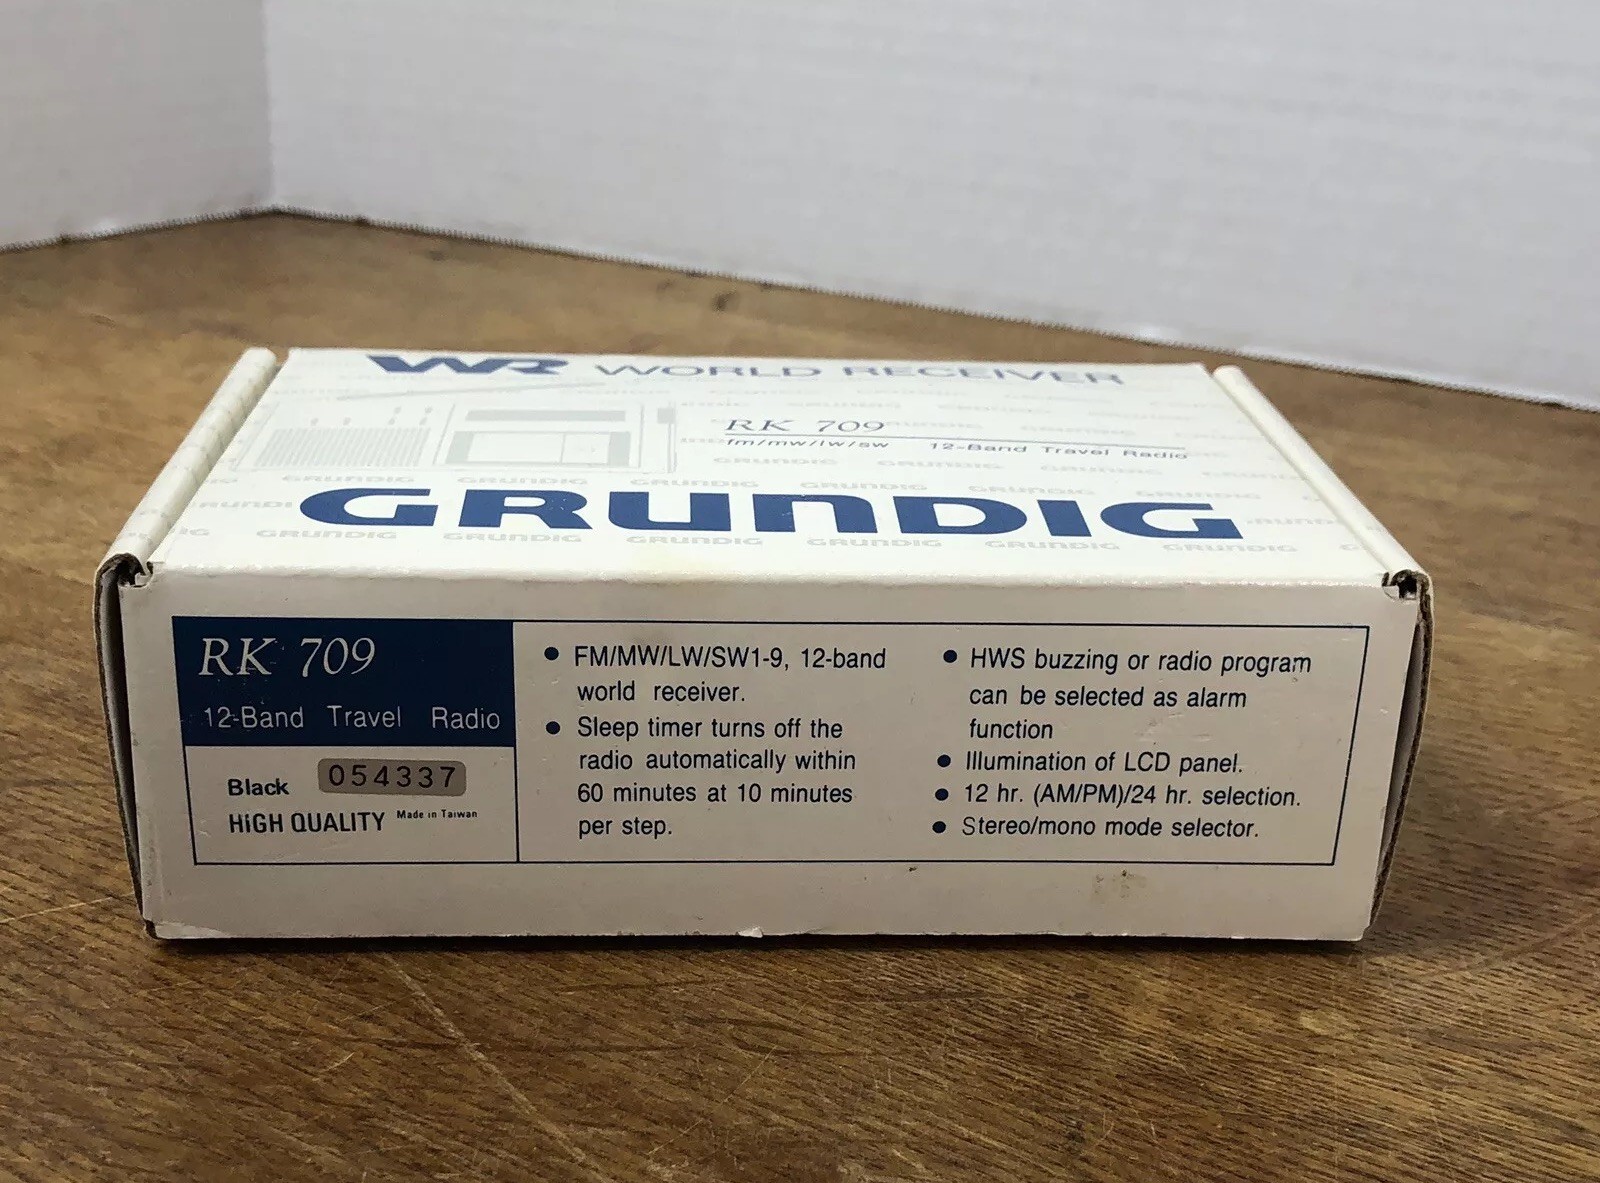 WR WORLD RECEIVER
RK 709
fm/mw/lw/sw 12-Band Travel Radio
GRUNDIG
RK 709
12-Band Travel Radio
Black 054337
HiGH QUALITY Made in Taiwan
• FM/MW/LW/SW1-9, 12-band
world receiver.
• Sleep timer turns off the
radio automatically within
60 minutes at 10 minutes
per step.
• HWS buzzing or radio program
can be selected as alarm
function
• Illumination of LCD panel.
• 12 hr. (AM/PM)/24 hr. selection.
• Stereo/mono mode selector.